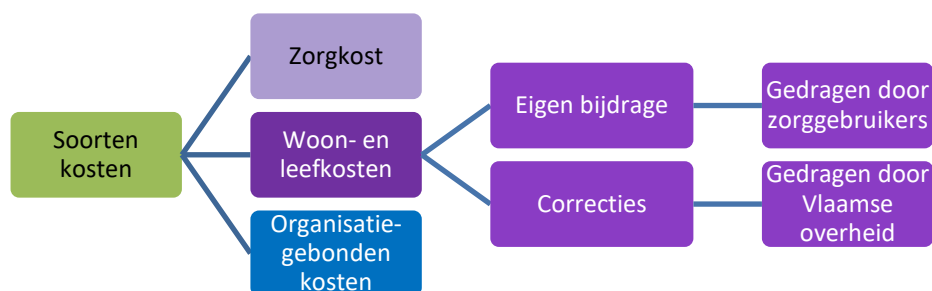 Soorten
kosten
Zorgkost
Woon- en
leefkosten
Organisatie-
gebonden
kosten
Eigen bijdrage
Correcties
Gedragen door
zorggebruikers
Gedragen door
Vlaamse
overheid